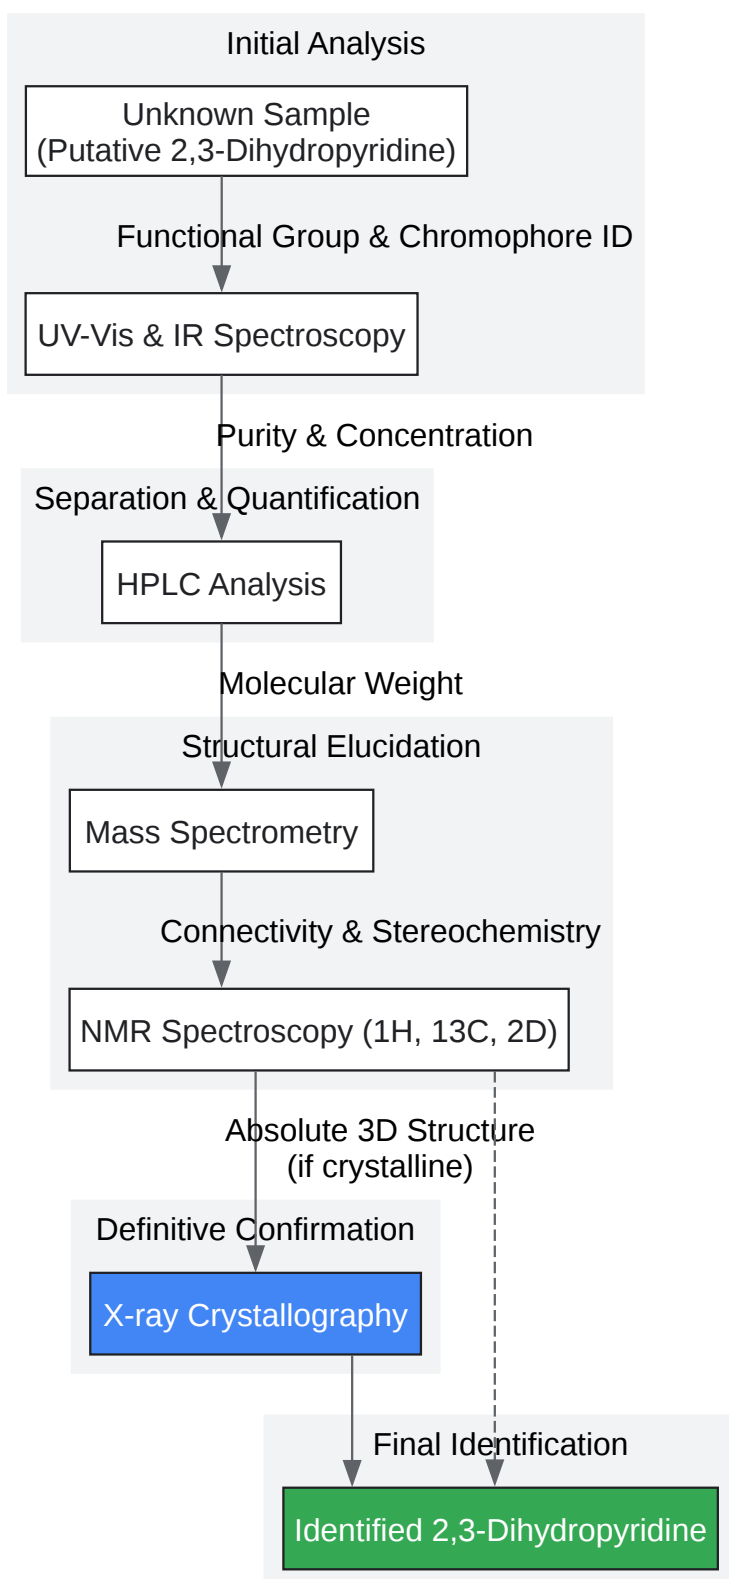 Initial Analysis
Unknown Sample
(Putative 2,3-Dihydropyridine)
Functional Group & Chromophore ID
UV-Vis & IR Spectroscopy
Purity & Concentration
Separation & Quantification
HPLC Analysis
Molecular Weight
Structural Elucidation
Mass Spectrometry
Connectivity & Stereochemistry
NMR Spectroscopy (1H, 13C, 2D)
Absolute 3D Structure
(if crystalline)
Definitive Confirmation
X-ray Crystallography
Final Identification
Identified 2,3-Dihydropyridine